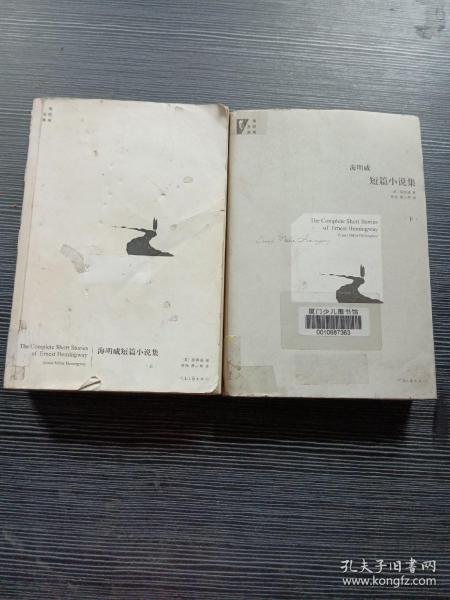 The Complete Short Stories
of Ernest Hemingway
Ernest Miller Hemingway
海明威短篇小说集
上
海明威
短篇小说集
下
The Complete Short Stories
of Ernest Hemingway
Ernest Miller Hemingway
厦门少儿图书馆
0010687363
孔夫子旧书网
www.kongfz.com